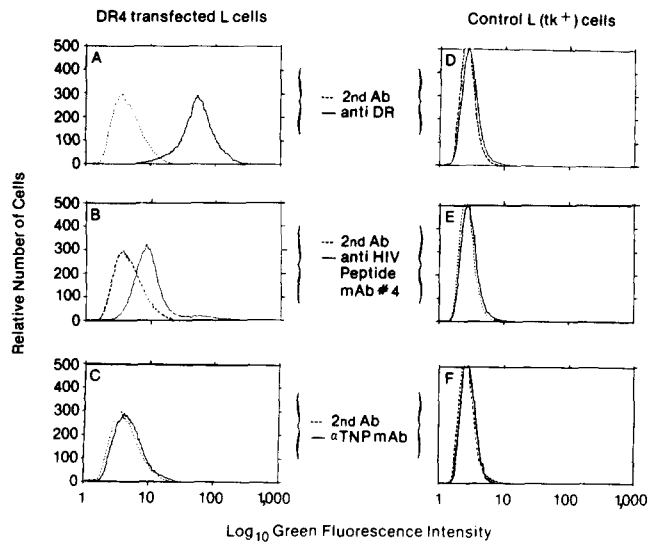 DR4 transfected L cells
Control L (tk+) cells
500
400
300
200
100
0
A
2nd Ab
anti DR
D
500
400
300
200
100
0
B
2nd Ab
anti HIV
Peptide
mAb #4
E
500
400
300
200
100
0
C
2nd Ab
αTNP mAb
F
1
10
100
1,000
1
10
100
1,000
Relative Number of Cells
Log10 Green Fluorescence Intensity